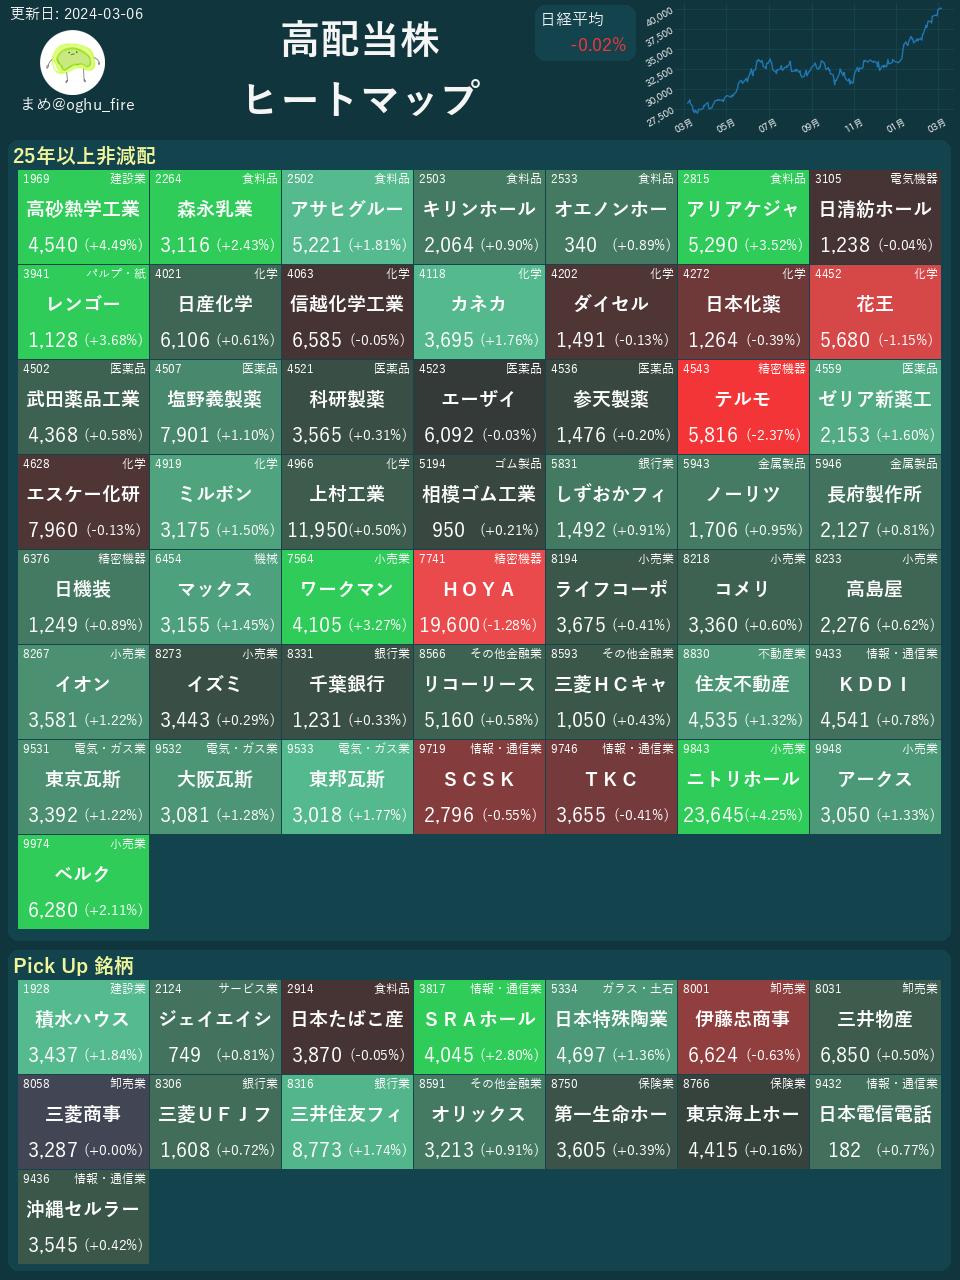 更新日: 2024-03-06
まめ@oghu_fire
高配当株
ヒートマップ
日経平均
-0.02%
40,000
37,500
35,000
32,500
30,000
27,500
03月 05月 07月 09月 11月 01月 03月
25年以上非減配
1969 建設業 2264 食料品 2502 食料品 2503 食料品 2533 食料品 2815 食料品 3105 電気機器
高砂熱学工業 森永乳業 アサヒグルー キリンホール オエノンホー アリアケジャ 日清紡ホール
4,540 (+4.49%) 3,116 (+2.43%) 5,221 (+1.81%) 2,064 (+0.90%) 340 (+0.89%) 5,290 (+3.52%) 1,238 (-0.04%)
3941 パルプ・紙 4021 化学 4063 化学 4118 化学 4202 化学 4272 化学 4452 化学
レンゴー 日産化学 信越化学工業 カネカ ダイセル 日本化薬 花王
1,128 (+3.68%) 6,106 (+0.61%) 6,585 (-0.05%) 3,695 (+1.76%) 1,491 (-0.13%) 1,264 (-0.39%) 5,680 (-1.15%)
4502 医薬品 4507 医薬品 4521 医薬品 4523 医薬品 4536 医薬品 4543 精密機器 4559 医薬品
武田薬品工業 塩野義製薬 科研製薬 エーザイ 参天製薬 テルモ ゼリア新薬工
4,368 (+0.58%) 7,901 (+1.10%) 3,565 (+0.31%) 6,092 (-0.03%) 1,476 (+0.20%) 5,816 (-2.37%) 2,153 (+1.60%)
4628 化学 4919 化学 4966 化学 5194 ゴム製品 5831 銀行業 5943 金属製品 5946 金属製品
エスケー化研 ミルボン 上村工業 相模ゴム工業 しずおかフィ ノーリツ 長府製作所
7,960 (-0.13%) 3,175 (+1.50%) 11,950(+0.50%) 950 (+0.21%) 1,492 (+0.91%) 1,706 (+0.95%) 2,127 (+0.81%)
6376 精密機器 6454 機械 7564 小売業 7741 精密機器 8194 小売業 8218 小売業 8233 小売業
日機装 マックス ワークマン ＨＯＹＡ ライフコーポ コメリ 高島屋
1,249 (+0.89%) 3,155 (+1.45%) 4,105 (+3.27%) 19,600(-1.28%) 3,675 (+0.41%) 3,360 (+0.60%) 2,276 (+0.62%)
8267 小売業 8273 小売業 8331 銀行業 8566 その他金融業 8593 その他金融業 8830 不動産業 9433 情報・通信業
イオン イズミ 千葉銀行 リコーリース 三菱ＨＣキャ 住友不動産 ＫＤＤＩ
3,581 (+1.22%) 3,443 (+0.29%) 1,231 (+0.33%) 5,160 (+0.58%) 1,050 (+0.43%) 4,535 (+1.32%) 4,541 (+0.78%)
9531 電気・ガス業 9532 電気・ガス業 9533 電気・ガス業 9719 情報・通信業 9746 情報・通信業 9843 小売業 9948 小売業
東京瓦斯 大阪瓦斯 東邦瓦斯 ＳＣＳＫ ＴＫＣ ニトリホール アークス
3,392 (+1.22%) 3,081 (+1.28%) 3,018 (+1.77%) 2,796 (-0.55%) 3,655 (-0.41%) 23,645(+4.25%) 3,050 (+1.33%)
9974 小売業
ベルク
6,280 (+2.11%)
Pick Up 銘柄
1928 建設業 2124 サービス業 2914 食料品 3817 情報・通信業 5334 ガラス・土石 8001 卸売業 8031 卸売業
積水ハウス ジェイエイシ 日本たばこ産 ＳＲＡホール 日本特殊陶業 伊藤忠商事 三井物産
3,437 (+1.84%) 749 (+0.81%) 3,870 (-0.05%) 4,045 (+2.80%) 4,697 (+1.36%) 6,624 (-0.63%) 6,850 (+0.50%)
8058 卸売業 8306 銀行業 8316 銀行業 8591 その他金融業 8750 保険業 8766 保険業 9432 情報・通信業
三菱商事 三菱ＵＦＪフ 三井住友フィ オリックス 第一生命ホー 東京海上ホー 日本電信電話
3,287 (+0.00%) 1,608 (+0.72%) 8,773 (+1.74%) 3,213 (+0.91%) 3,605 (+0.39%) 4,415 (+0.16%) 182 (+0.77%)
9436 情報・通信業
沖縄セルラー
3,545 (+0.42%)